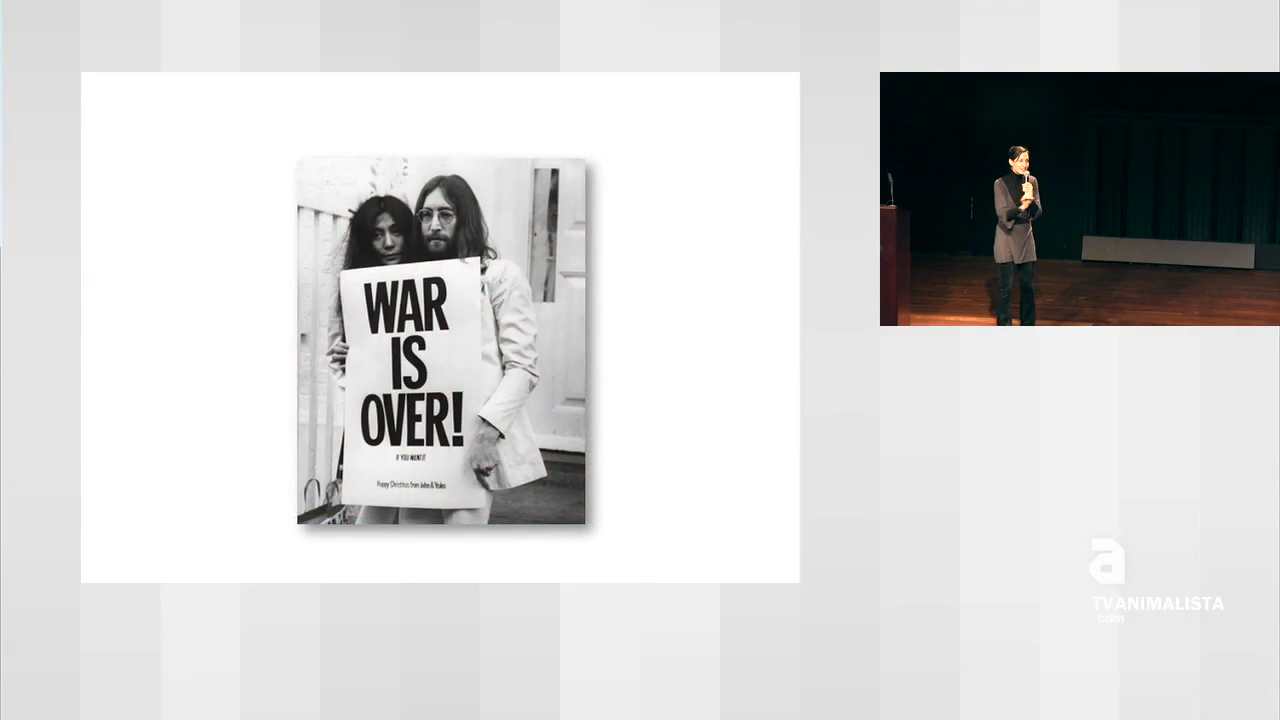 WAR
IS
OVER!
IF YOU WANT IT
Happy Christmas from John & Yoko
TVANIMALISTA
.com